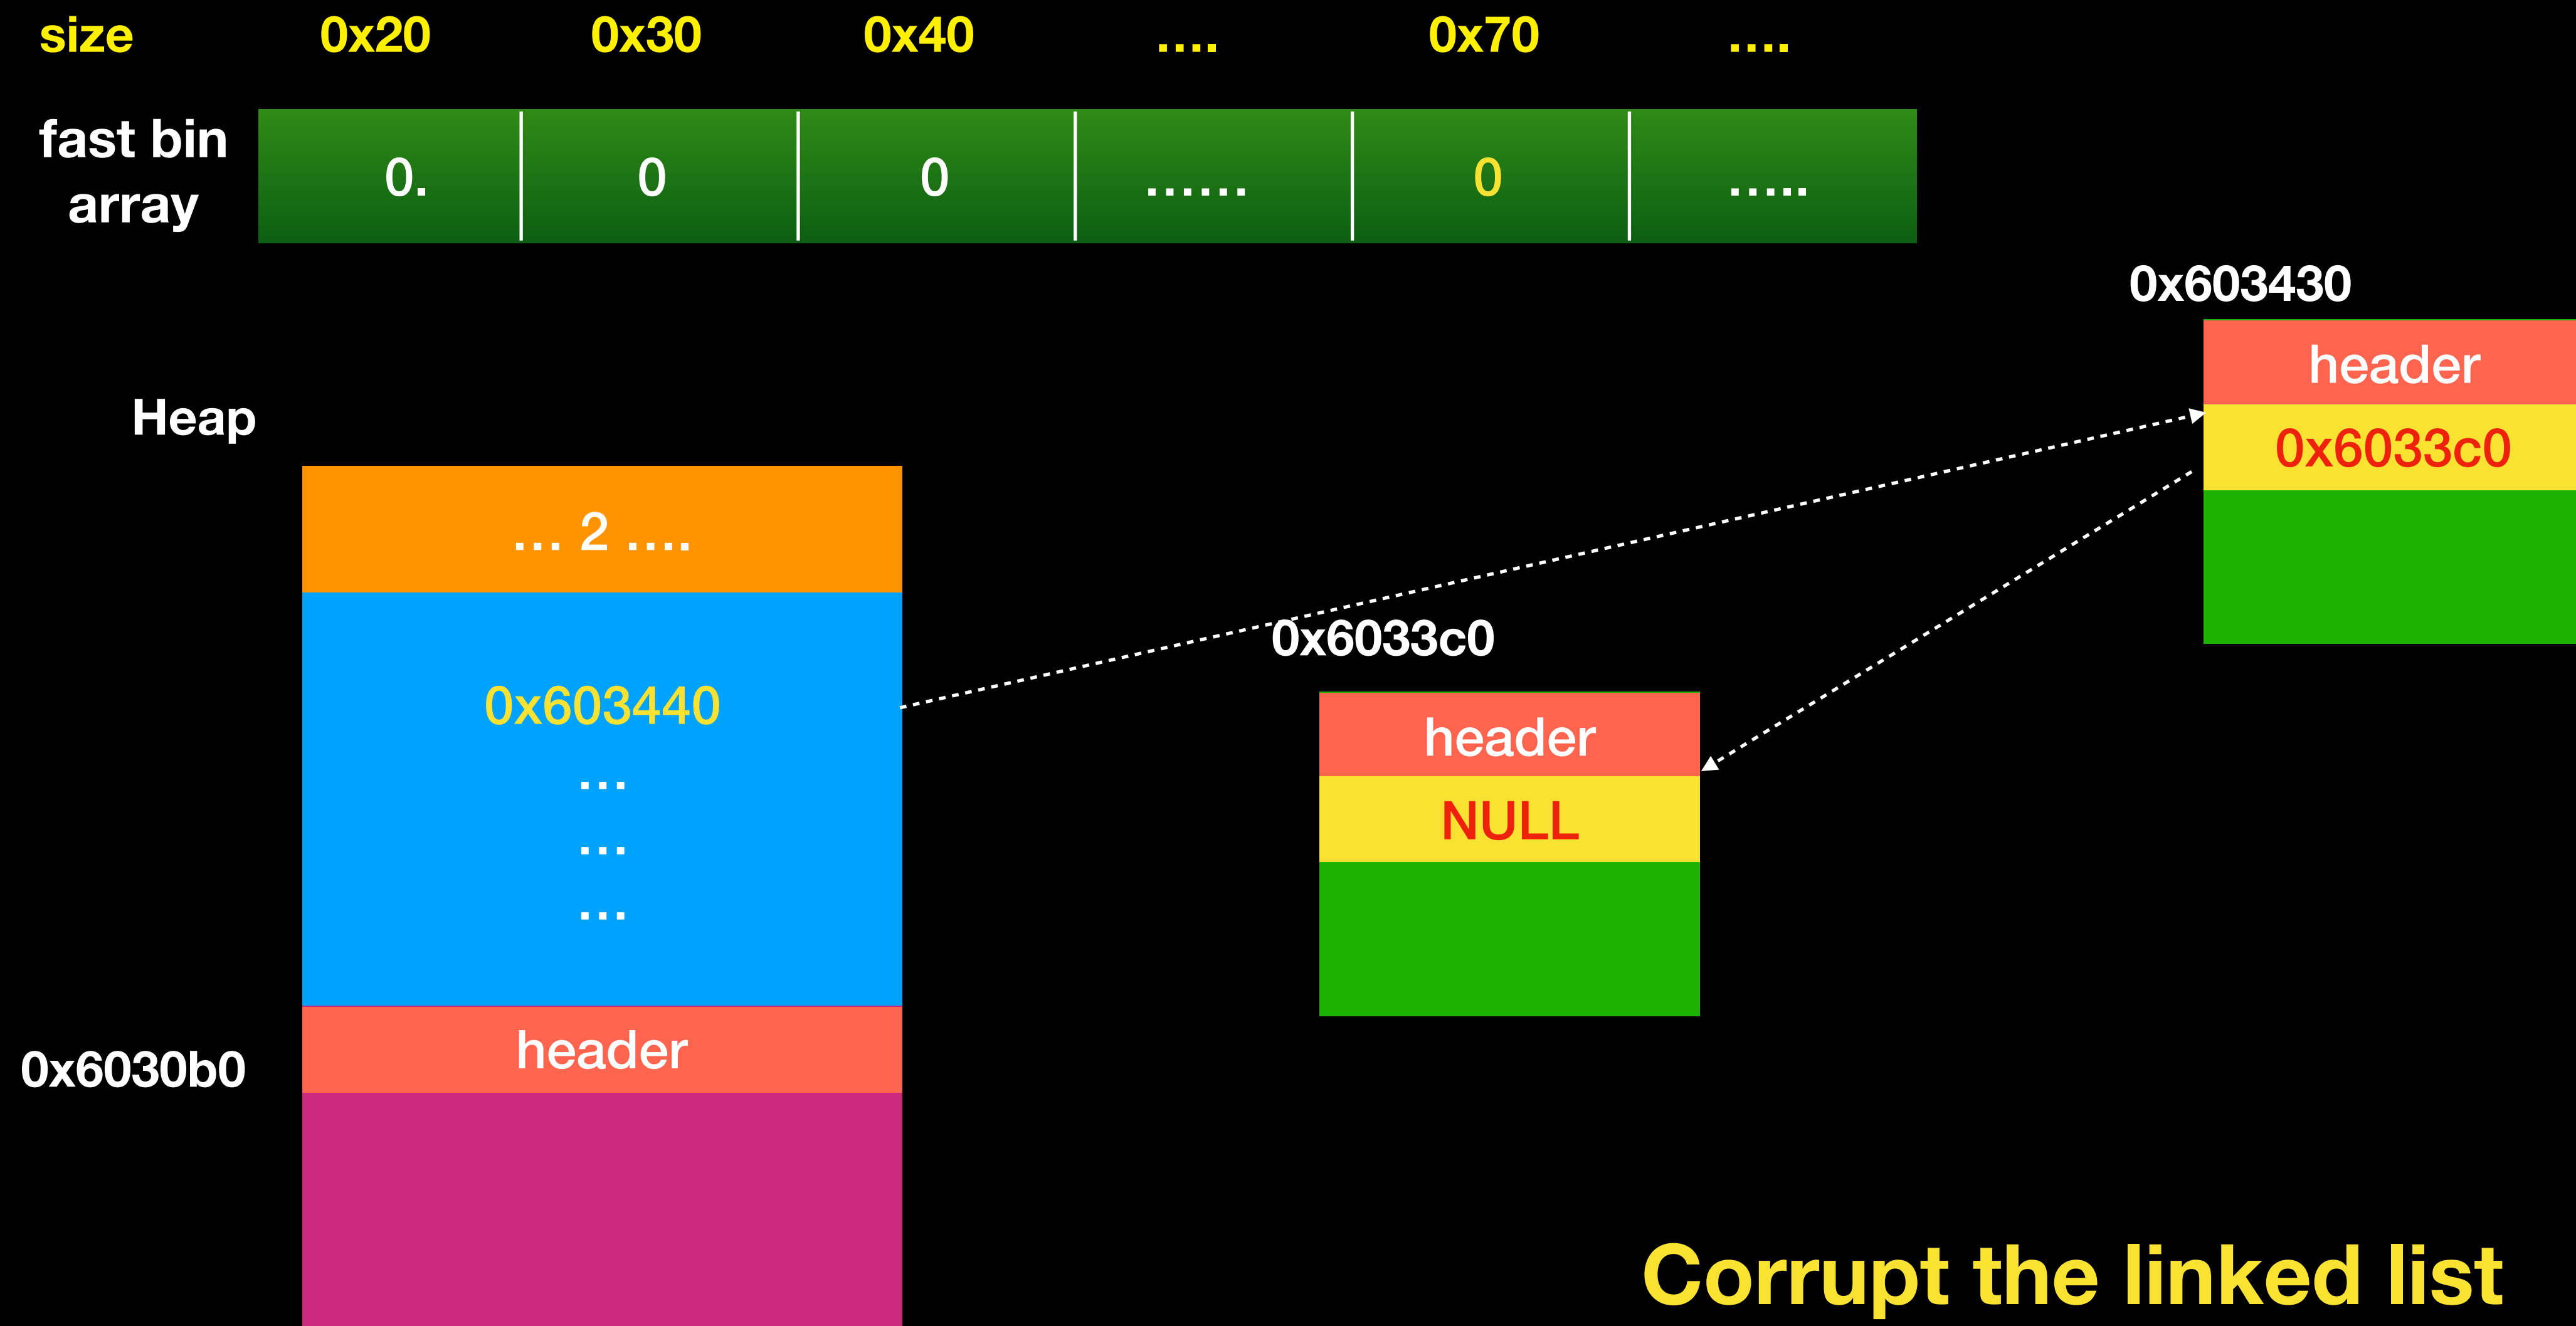 size 0x20 0x30 0x40 .... 0x70 ....
fast bin
array
0. 0 0 ...... 0 .....
0x603430
header
0x6033c0
Heap
... 2 ....
0x603440
...
...
...
header
0x6030b0
0x6033c0
header
NULL
Corrupt the linked list